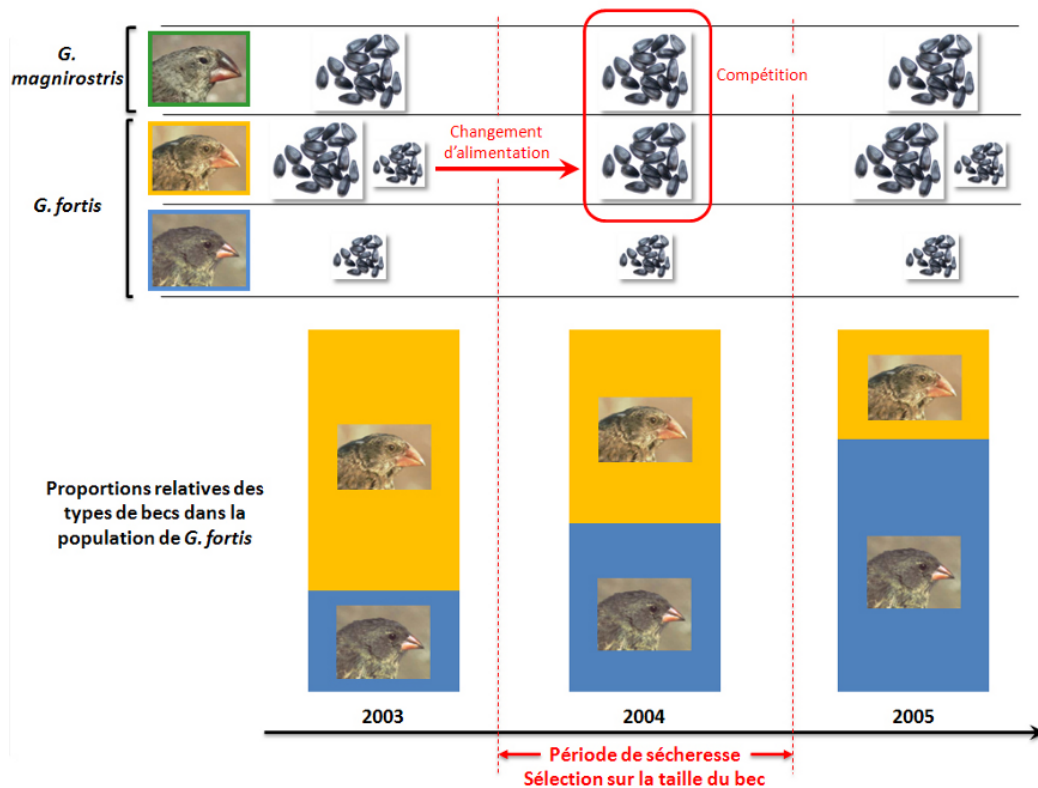 G.
magnirostris
Compétition
Changement
d'alimentation
G. fortis
Proportions relatives des
types de becs dans la
population de G. fortis
2003
2004
2005
Période de sécheresse
Sélection sur la taille du bec